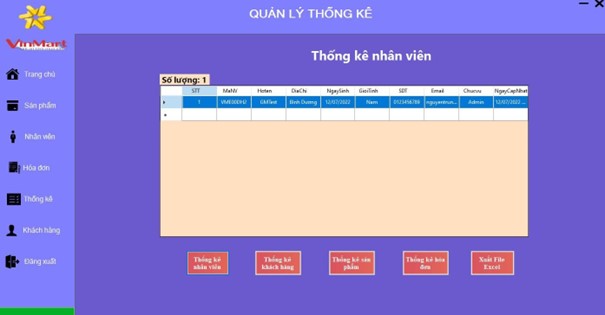 QUẢN LÝ THỐNG KÊ
VinMart
Trang chủ
Sản phẩm
Nhân viên
Hóa đơn
Thống kê
Khách hàng
Đăng xuất
Thống kê nhân viên
Số lượng: 1
STT MaNV Hoten DiaChi NgaySinh GioiTinh SDT Email Chucvu NgayCapNhat
1 Bình Dương 12/07/2022 Nam 0123456789 Admin 12/07/2022 ...
Thống kê
nhân viên
Thống kê
khách hàng
Thống kê sản
phẩm
Thống kê hóa
đơn
Xuất File
Excel